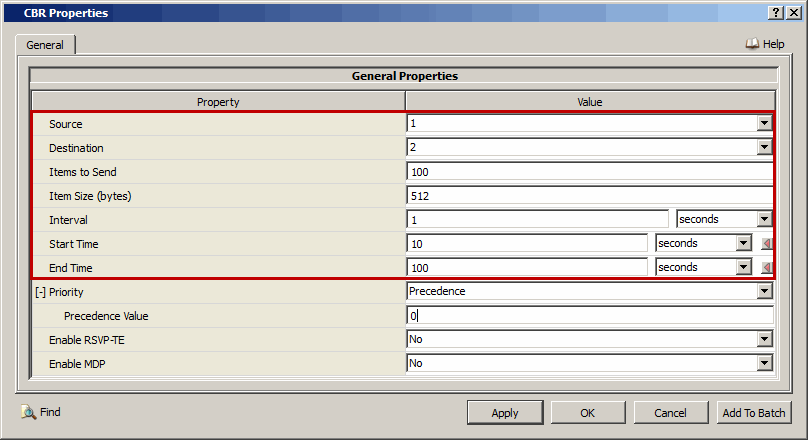 CBR Properties
General
Help
General Properties
Property Value
Source 1
Destination 2
Items to Send 100
Item Size (bytes) 512
Interval 1 seconds
Start Time 10 seconds
End Time 100 seconds
[-] Priority Precedence
Precedence Value 0
Enable RSVP-TE No
Enable MDP No
Find Apply OK Cancel Add To Batch